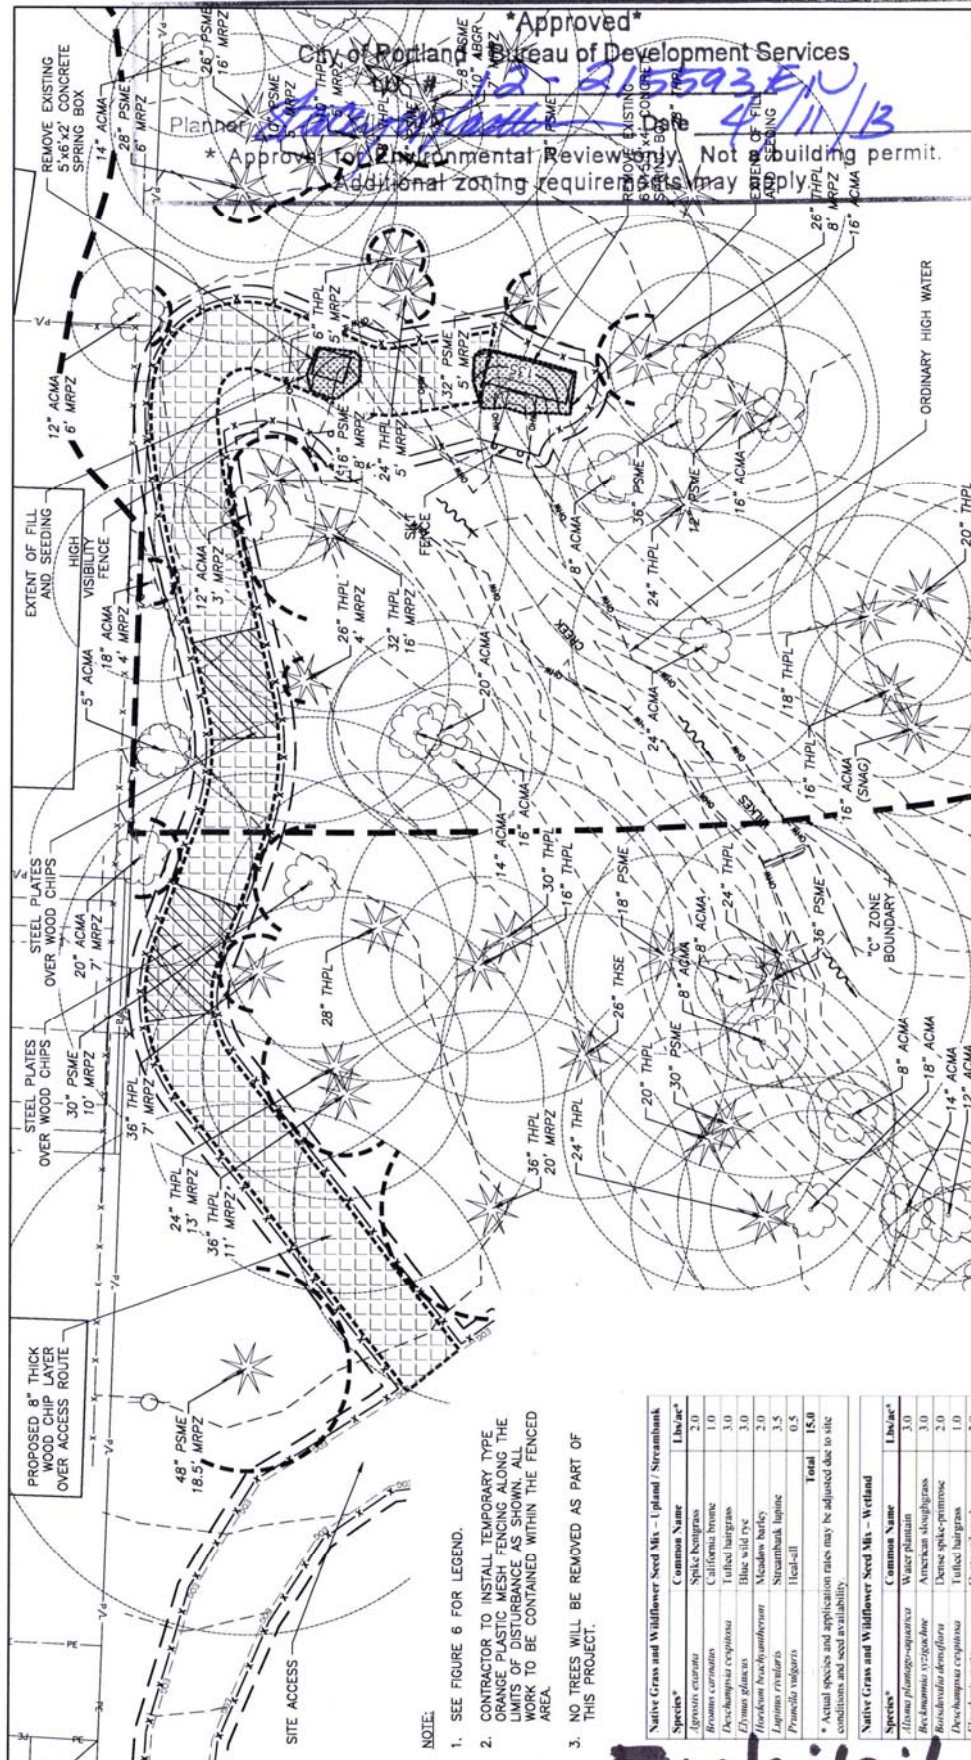 *Approved*
City of Portland - Bureau of Development Services
12-215593 EN
Planner
Date 4/11/13
* Approval for Environmental Review only. Not a building permit.
Additional zoning requirements may apply.
REMOVE EXISTING
5'x6'x2' CONCRETE
SPRING BOX
14" ACMA
28" PSME
6' MRPZ
26" PSME
16' MRPZ
10" ABGR
EXTENT OF FILL
AND SEEDING
26" THPL
8' MRPZ
16" ACMA
ORDINARY HIGH WATER
12" ACMA
6' MRPZ
6" THPL
5' MRPZ
32" PSME
5' MRPZ
16" PSME
8' MRPZ
24" THPL
5' MRPZ
SILT
FENCE
EXTENT OF FILL
AND SEEDING
HIGH
VISIBILITY
FENCE
5" ACMA
18" ACMA
4' MRPZ
12" ACMA
3' MRPZ
26" THPL
4' MRPZ
32" THPL
16' MRPZ
20" ACMA
8" ACMA
36" PSME
12" PSME
16" ACMA
24" THPL
CREEK
24" ACMA
18" THPL
20" THPL
16" THPL
16" ACMA
(SNAG)
14" ACMA
16" ACMA
30" THPL
16" THPL
18" PSME
24" THPL
8" ACMA
8" ACMA
36" PSME
WILKES
"C" ZONE
BOUNDARY
STEEL PLATES
OVER WOOD CHIPS
20" ACMA
7' MRPZ
STEEL PLATES
OVER WOOD CHIPS
30" PSME
10' MRPZ
36" THPL
7' MRPZ
28" THPL
26" THSE
20" THPL
30" PSME
8" ACMA
18" ACMA
14" ACMA
12" ACMA
24" THPL
13' MRPZ
36" THPL
11' MRPZ
36" THPL
20' MRPZ
24" THPL
PROPOSED 8" THICK
WOOD CHIP LAYER
OVER ACCESS ROUTE
48" PSME
18.5' MRPZ
SITE ACCESS
NOTE:
1. SEE FIGURE 6 FOR LEGEND.
2. CONTRACTOR TO INSTALL TEMPORARY TYPE
ORANGE PLASTIC MESH FENCING ALONG THE
LIMITS OF DISTURBANCE AS SHOWN. ALL
WORK TO BE CONTAINED WITHIN THE FENCED
AREA.
3. NO TREES WILL BE REMOVED AS PART OF
THIS PROJECT.
Native Grass and Wildflower Seed Mix – Upland / Streambank
Species* Common Name Lbs/ac*
Agrostis exarata Spike bentgrass 2.0
Bromus carinatus California brome 1.0
Deschampsia cespitosa Tufted hairgrass 3.0
Elymus glaucus Blue wild rye 3.0
Hordeum brachyantherum Meadow barley 2.0
Lupinus rivularis Streambank lupine 3.5
Prunella vulgaris Heal-all 0.5
Total 15.0
* Actual species and application rates may be adjusted due to site
conditions and seed availability.
Native Grass and Wildflower Seed Mix – Wetland
Species* Common Name Lbs/ac*
Alisma plantago-aquatica Water plantain 3.0
Beckmannia syzigachne American sloughgrass 3.0
Boisduvalia densiflora Dense spike-primrose 2.0
Deschampsia cespitosa Tufted hairgrass 1.0